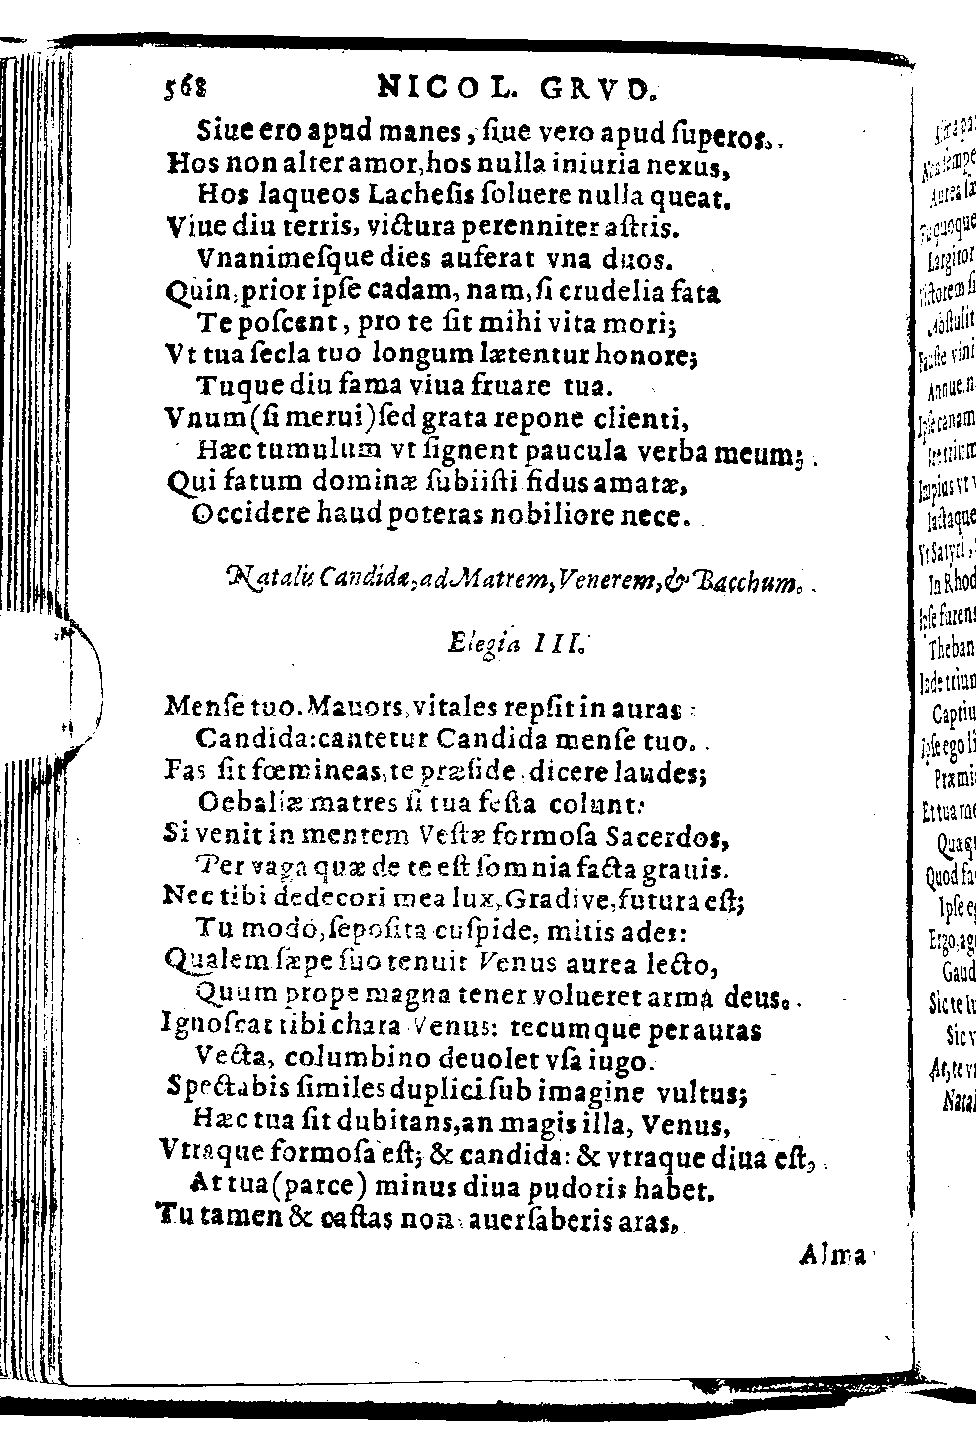 568 NICOL. GRVD.
Siue ero apud manes, ſiue vero apud ſuperos.
Hos non alter amor, hos nulla iniuria nexus,
Hos laqueos Lacheſis ſoluere nulla queat.
Viue diu terris, victura perenniter aſtris.
Vnanimeſque dies auferat vna duos.
Quin, prior ipſe cadam, nam, ſi crudelia fata
Te poſcent, pro te ſit mihi vita mori;
Vt tua ſecla tuo longum lætentur honore;
Tuque diu fama viua fruare tua.
Vnum (ſi merui) ſed grata repone clienti,
Hæc tumulum vt ſignent paucula verba meum;
Qui fatum dominæ ſubiiſti fidus amatæ,
Occidere haud poteras nobiliore nece.
Natalis Candidæ, ad Matrem, Venerem, & Bacchum.
Elegia III.
Menſe tuo. Mauors, vitales repſit in auras
Candida: cantetur Candida menſe tuo.
Fas ſit fœmineas, te præſide dicere laudes;
Oebaliæ matres ſi tua feſta colunt:
Si venit in mentem Veſtæ formoſa Sacerdos,
Per vaga quæ de te eſt ſomnia facta grauis.
Nec tibi dedecori mea lux, Gradive, futura eſt;
Tu modò, ſepoſita cuſpide, mitis ades:
Qualem ſæpe ſuo tenuit Venus aurea lecto,
Quum prope magna tener volueret arma deus.
Ignoſcat tibi chara Venus: tecumque per auras
Vecta, columbino deuolet vſa iugo.
Spectabis ſimiles duplici ſub imagine vultus;
Hæc tua ſit dubitans, an magis illa, Venus,
Vtraque formoſa eſt; & candida: & vtraque diua eſt,
At tua (parce) minus diua pudoris habet.
Tu tamen & caſtas non auerſaberis aras,
Alma